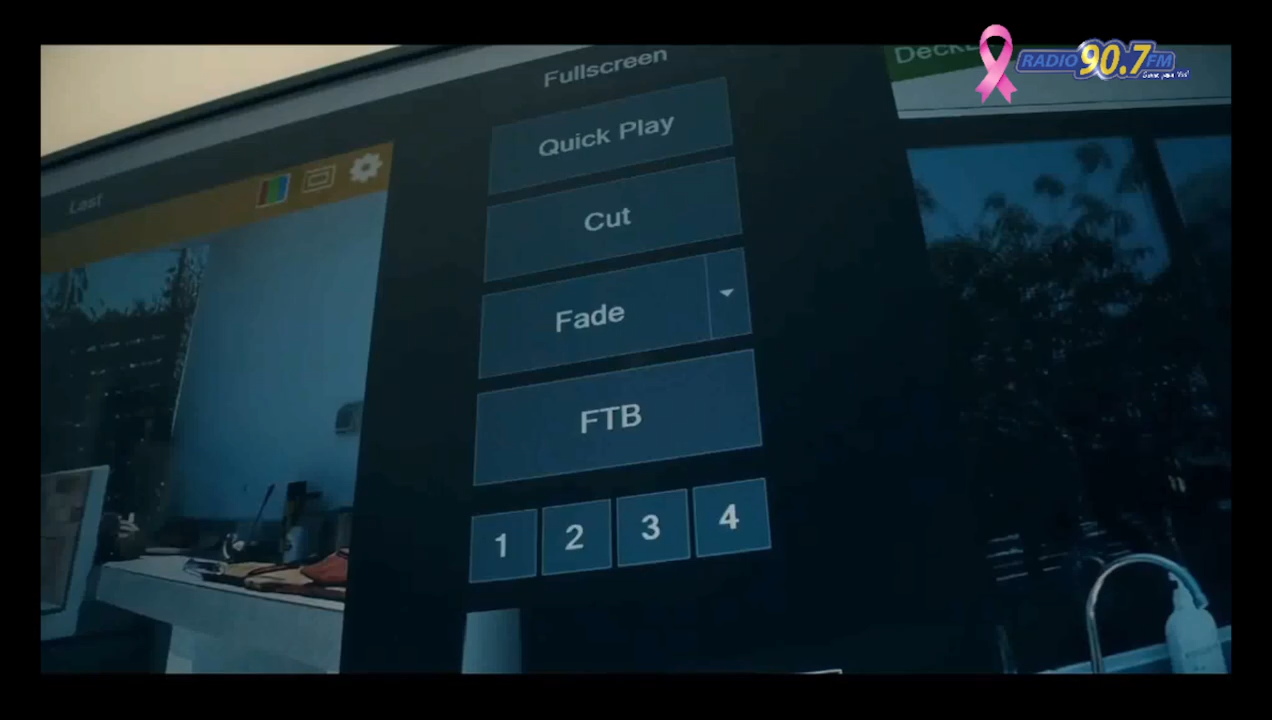 RADIO 90.7 FM
Fullscreen
Last
Quick Play
Cut
Fade
FTB
1 2 3 4